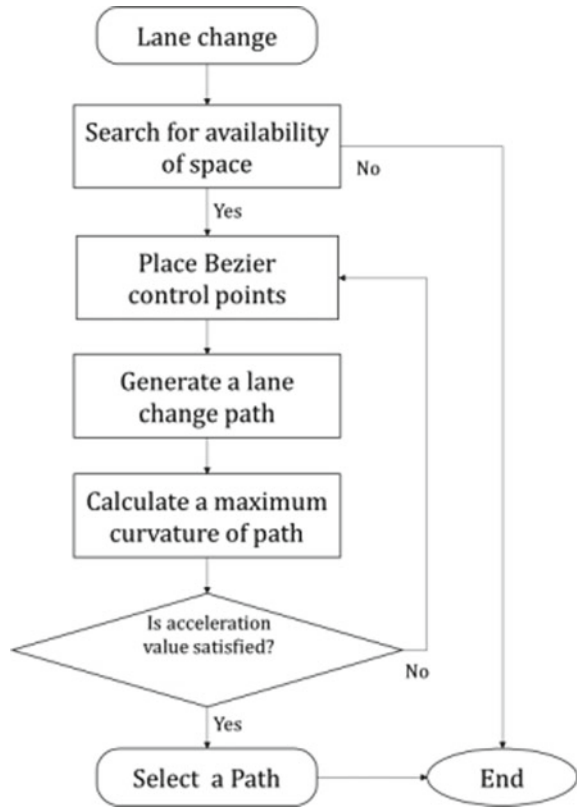 Lane change
Search for availability
of space
No
Yes
Place Bezier
control points
Generate a lane
change path
Calculate a maximum
curvature of path
Is acceleration
value satisfied?
No
Yes
Select a Path
End